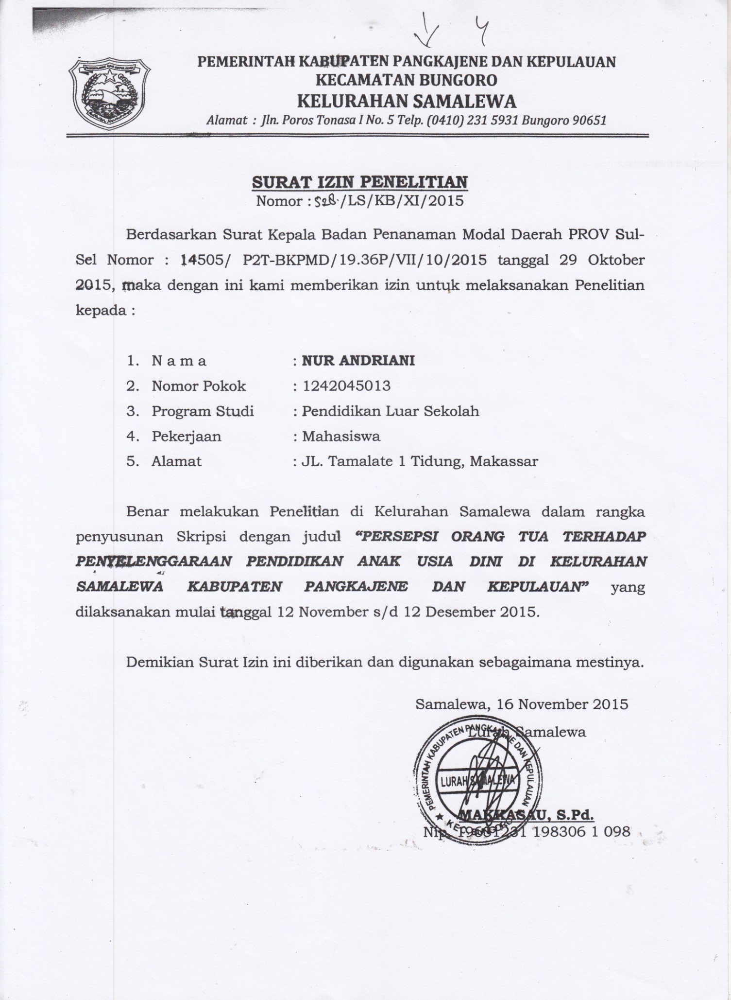 PANGKAJENE DAN KEPULAUAN
PEMERINTAH KABUPATEN PANGKAJENE DAN KEPULAUAN
KECAMATAN BUNGORO
KELURAHAN SAMALEWA
Alamat : Jln. Poros Tonasa I No. 5 Telp. (0410) 231 5931 Bungoro 90651
SURAT IZIN PENELITIAN
Nomor : 528./LS/KB/XI/2015
Berdasarkan Surat Kepala Badan Penanaman Modal Daerah PROV Sul-
Sel Nomor : 14505/ P2T-BKPMD/19.36P/VII/10/2015 tanggal 29 Oktober
2015, maka dengan ini kami memberikan izin untuk melaksanakan Penelitian
kepada :
1. N a m a : NUR ANDRIANI
2. Nomor Pokok : 1242045013
3. Program Studi : Pendidikan Luar Sekolah
4. Pekerjaan : Mahasiswa
5. Alamat : JL. Tamalate 1 Tidung, Makassar
Benar melakukan Penelitian di Kelurahan Samalewa dalam rangka
penyusunan Skripsi dengan judul “PERSEPSI ORANG TUA TERHADAP
PENYELENGGARAAN PENDIDIKAN ANAK USIA DINI DI KELURAHAN
SAMALEWA KABUPATEN PANGKAJENE DAN KEPULAUAN” yang
dilaksanakan mulai tanggal 12 November s/d 12 Desember 2015.
Demikian Surat Izin ini diberikan dan digunakan sebagaimana mestinya.
Samalewa, 16 November 2015
Lurah Samalewa
PEMERINTAH KABUPATEN PANGKAJENE DAN KEPULAUAN
LURAH SAMALEWA
KEC. BUNGORO
MAKKASAU, S.Pd.
Nip. 19681231 198306 1 098